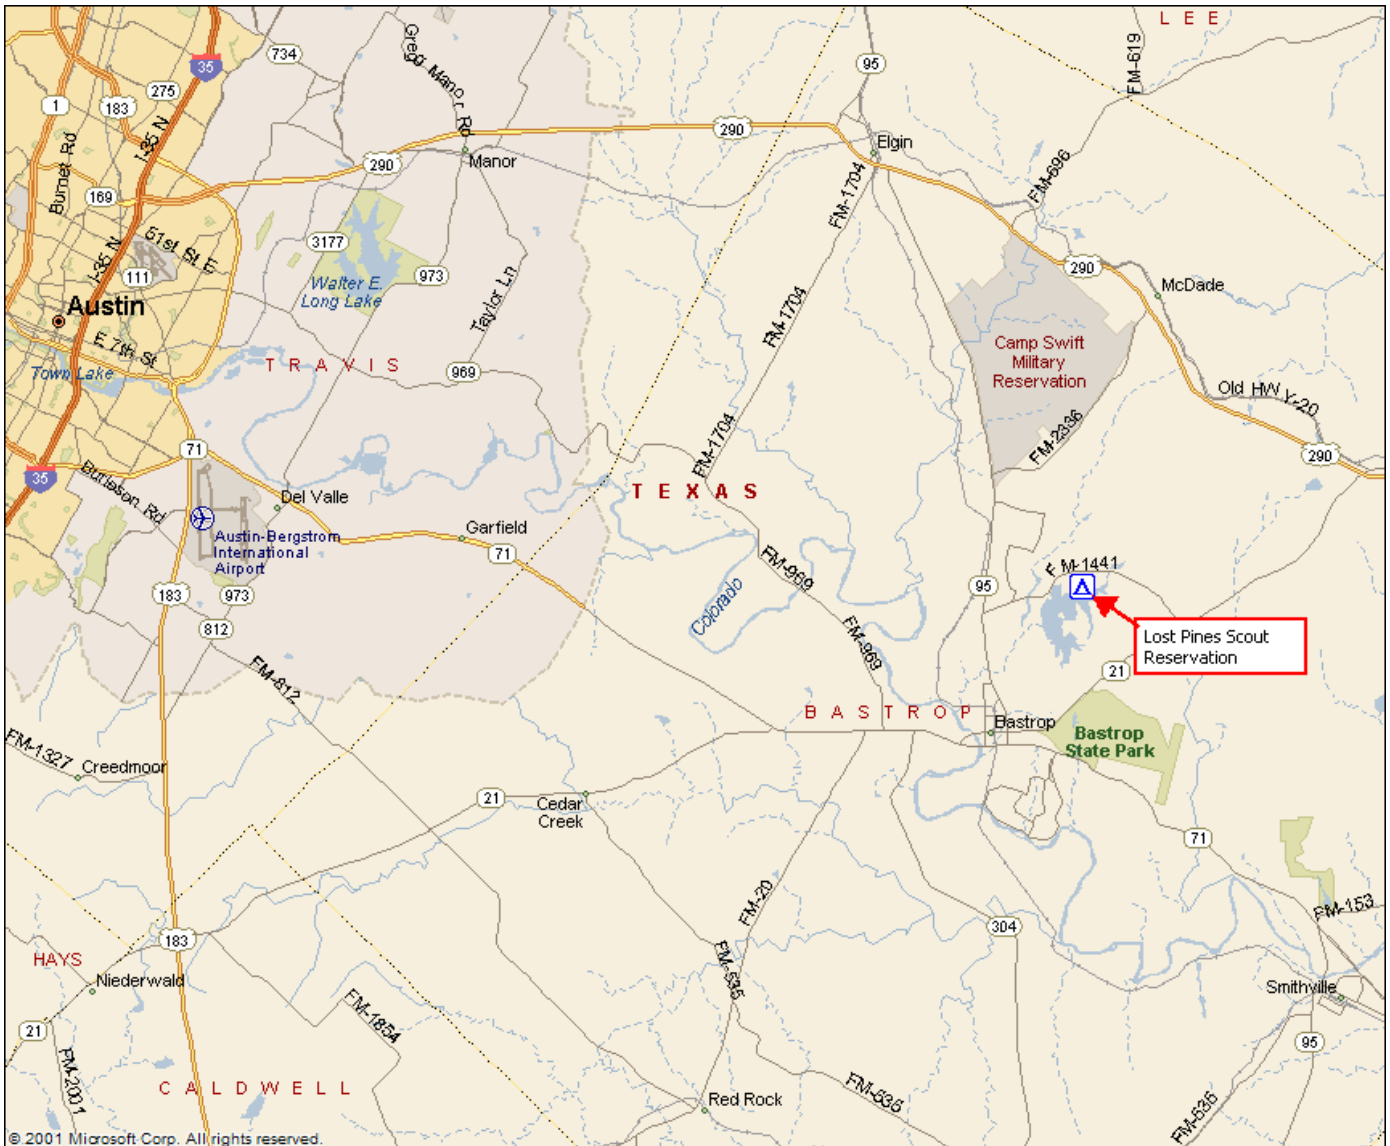 LEE
734
Gregg Manor Rd
95
35
FM-619
275
1
183
I-35 N
290
Burnet Rd
290
Elgin
Manor
FM-696
169
FM-1704
51st St E
3177
I-35 N
111
973
290
Walter E.
Long Lake
McDade
Taylor Ln
Austin
FM-1704
E 7th St
Camp Swift
Military
Reservation
TRAVIS
969
Town Lake
Old HWY-20
FM-1704
FM-2336
71
290
35
Burleson Rd
TEXAS
Del Valle
Garfield
Austin-Bergstrom
International
Airport
71
FM-969
FM-1441
95
183
973
Colorado
812
FM-969
Lost Pines Scout
Reservation
21
FM-812
BASTROP
Bastrop
Bastrop
State Park
FM-1327
Creedmoor
21
Cedar
Creek
71
FM-20
FM-153
304
183
HAYS
FM-535
Niederwald
Smithville
FM-1854
21
95
FM-2001
CALDWELL
FM-535
Red Rock
FM-535
© 2001 Microsoft Corp. All rights reserved.